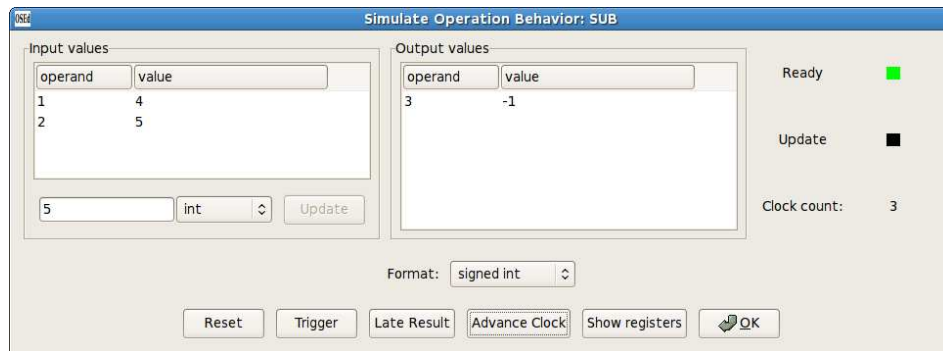 OSEd
Simulate Operation Behavior: SUB
Input values
operand value
1 4
2 5
5 int Update
Output values
operand value
3 -1
Ready
Update
Clock count: 3
Format: signed int
Reset Trigger Late Result Advance Clock Show registers OK